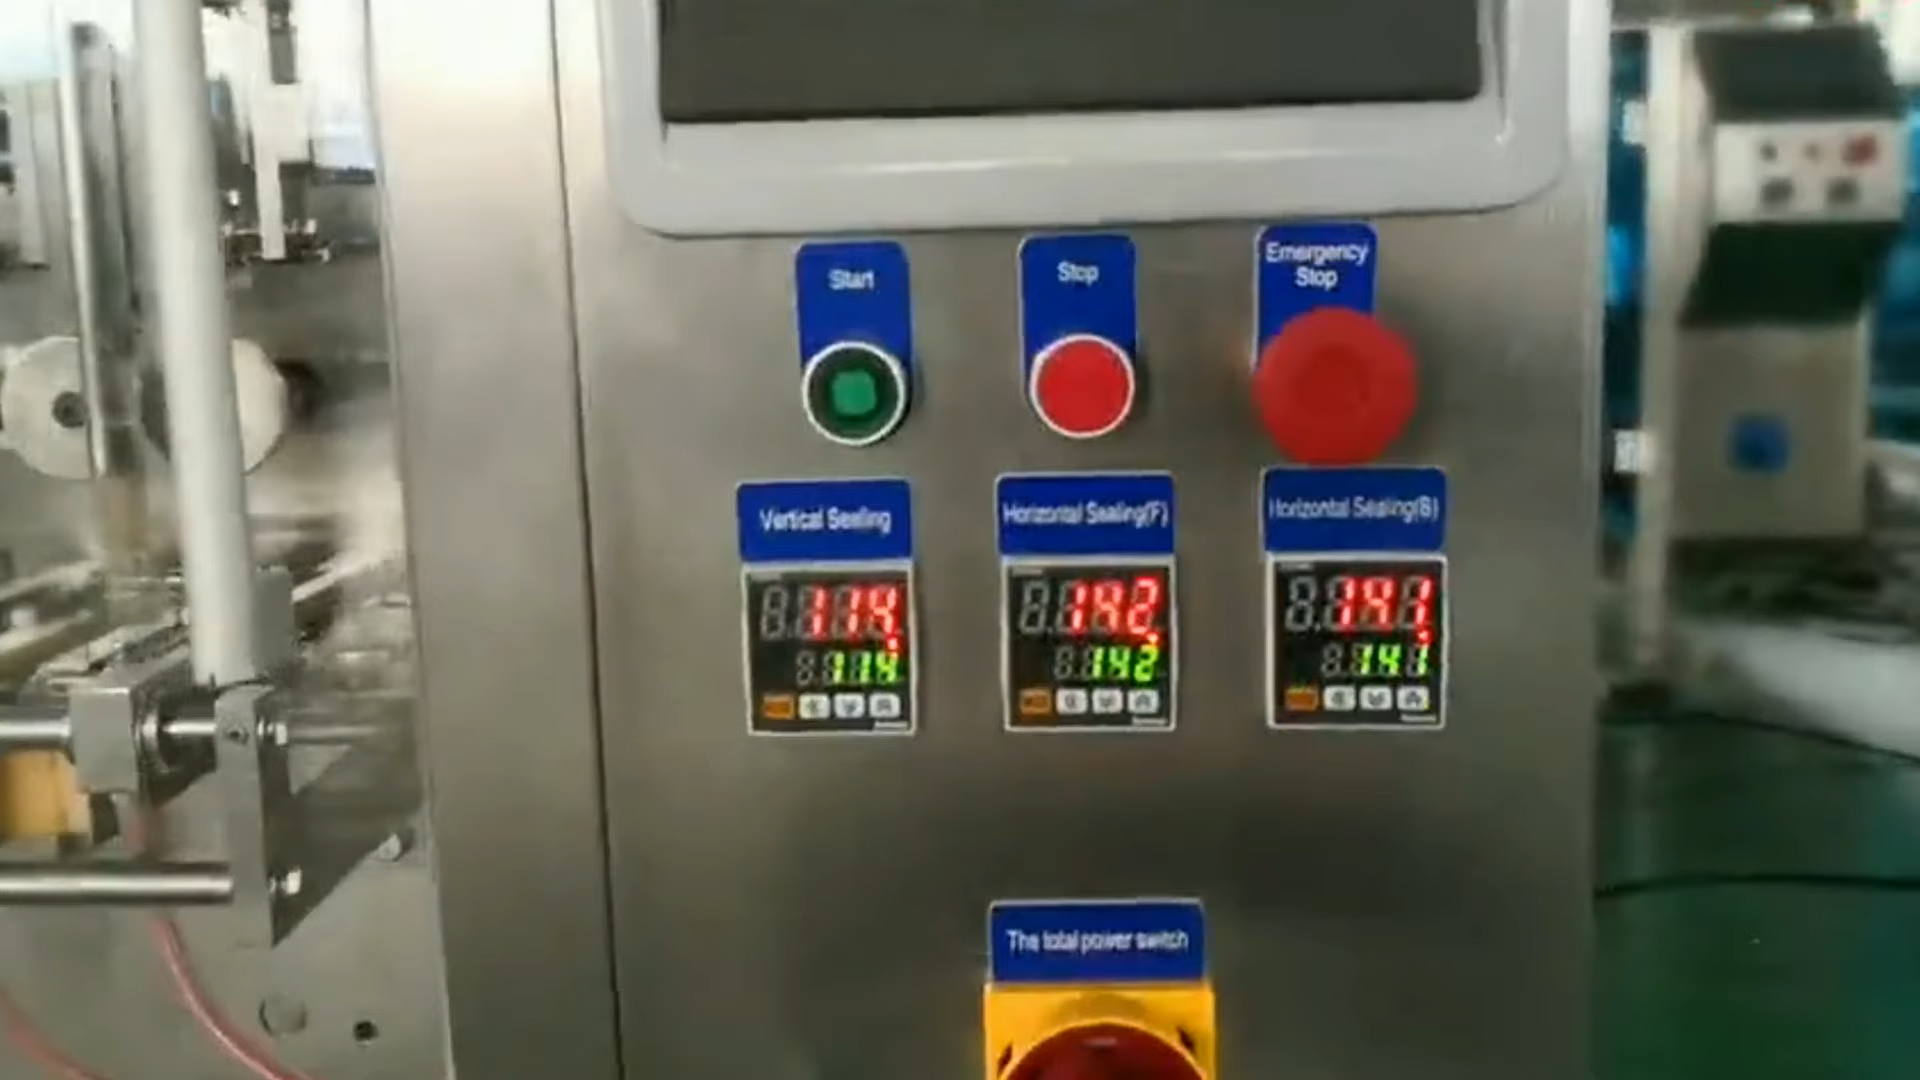 Start
Stop
Emergency
Stop
Vertical Sealing
Horizontal Sealing(F)
Horizontal Sealing(B)
114
142
141
114
142
141
The total power switch